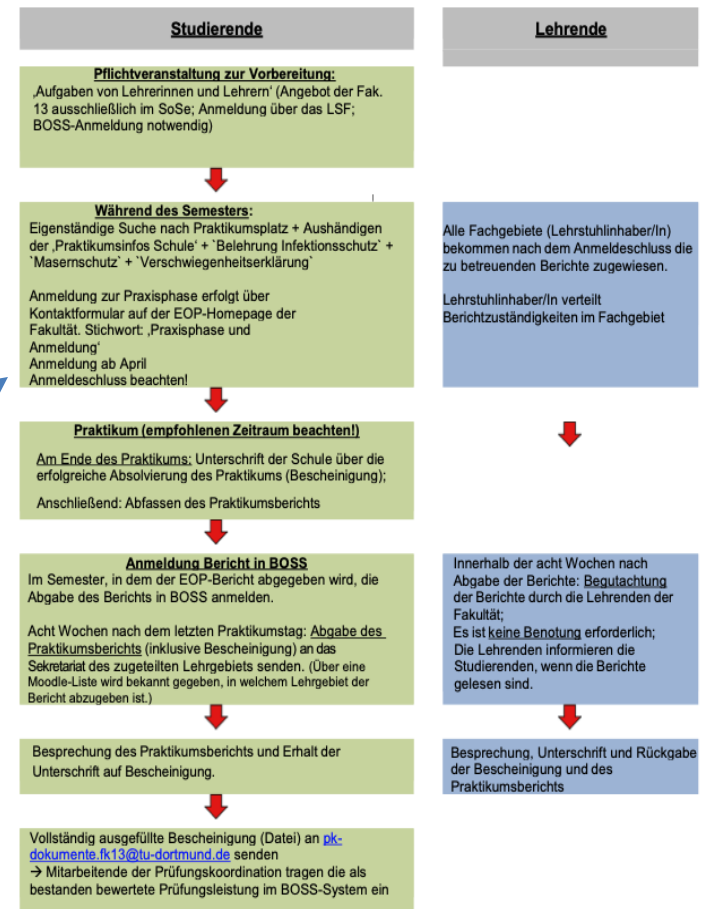 Studierende
Lehrende
Pflichtveranstaltung zur Vorbereitung:
‚Aufgaben von Lehrerinnen und Lehrern' (Angebot der Fak.
13 ausschließlich im SoSe; Anmeldung über das LSF;
BOSS-Anmeldung notwendig)
Während des Semesters:
Eigenständige Suche nach Praktikumsplatz + Aushändigen
der ‚Praktikumsinfos Schule' + `Belehrung Infektionsschutz` +
`Masernschutz` + `Verschwiegenheitserklärung`
Anmeldung zur Praxisphase erfolgt über
Kontaktformular auf der EOP-Homepage der
Fakultät. Stichwort: ‚Praxisphase und
Anmeldung'
Anmeldung ab April
Anmeldeschluss beachten!
Alle Fachgebiete (Lehrstuhlinhaber/In)
bekommen nach dem Anmeldeschluss die
zu betreuenden Berichte zugewiesen.
Lehrstuhlinhaber/In verteilt
Berichtzuständigkeiten im Fachgebiet
Praktikum (empfohlenen Zeitraum beachten!)
Am Ende des Praktikums: Unterschrift der Schule über die
erfolgreiche Absolvierung des Praktikums (Bescheinigung);
Anschließend: Abfassen des Praktikumsberichts
Anmeldung Bericht in BOSS
Im Semester, in dem der EOP-Bericht abgegeben wird, die
Abgabe des Berichts in BOSS anmelden.
Acht Wochen nach dem letzten Praktikumstag: Abgabe des
Praktikumsberichts (inklusive Bescheinigung) an das
Sekretariat des zugeteilten Lehrgebiets senden. (Über eine
Moodle-Liste wird bekannt gegeben, in welchem Lehrgebiet der
Bericht abzugeben ist.)
Innerhalb der acht Wochen nach
Abgabe der Berichte: Begutachtung
der Berichte durch die Lehrenden der
Fakultät;
Es ist keine Benotung erforderlich;
Die Lehrenden informieren die
Studierenden, wenn die Berichte
gelesen sind.
Besprechung des Praktikumsberichts und Erhalt der
Unterschrift auf Bescheinigung.
Besprechung, Unterschrift und Rückgabe
der Bescheinigung und des
Praktikumsberichts
Vollständig ausgefüllte Bescheinigung (Datei) an pk-
dokumente.fk13@tu-dortmund.de senden
→ Mitarbeitende der Prüfungskoordination tragen die als
bestanden bewertete Prüfungsleistung im BOSS-System ein